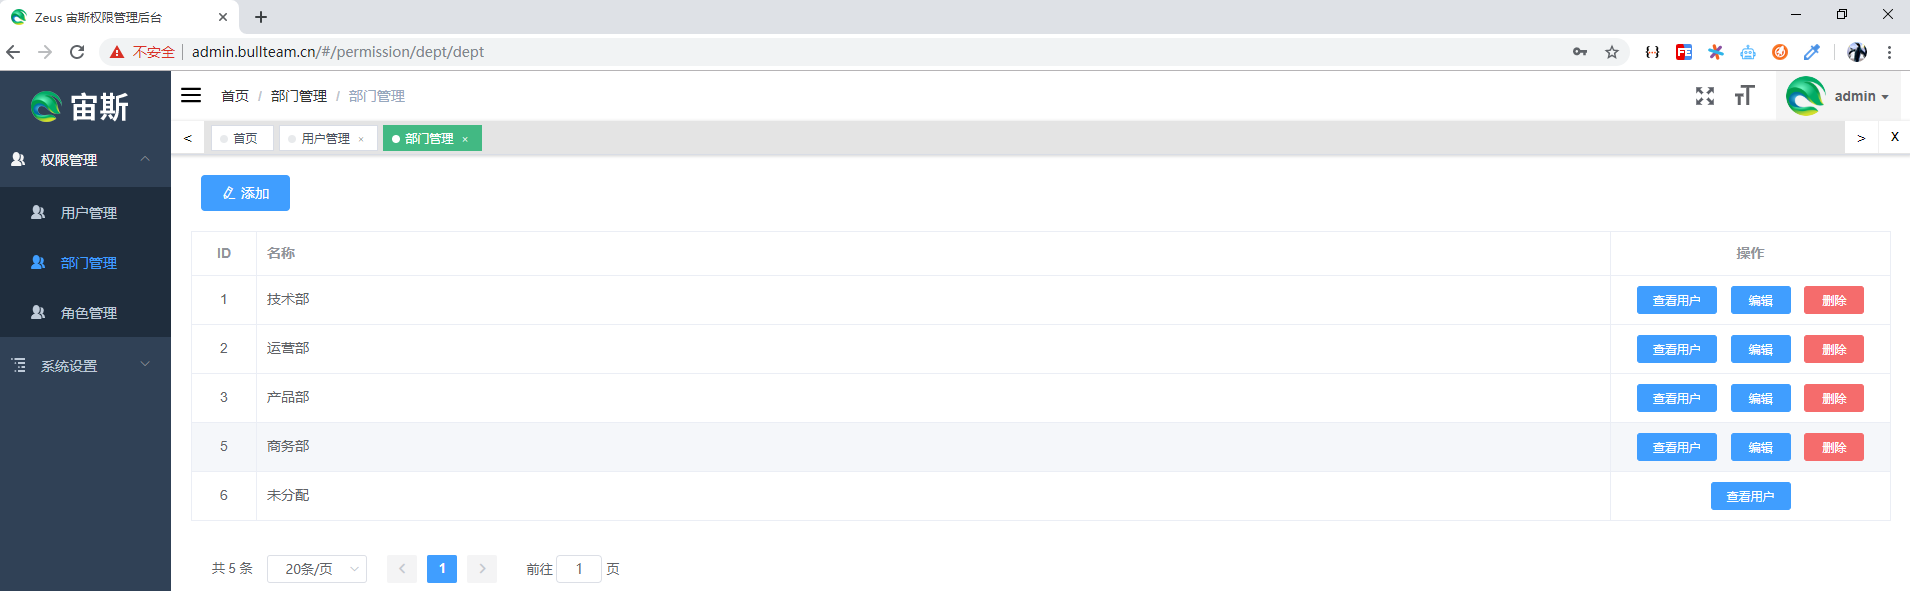 Zeus 宙斯权限管理后台
不安全 admin.bullteam.cn/#/permission/dept/dept
宙斯
首页 / 部门管理 / 部门管理
admin
< 首页 用户管理 × 部门管理 × > X
权限管理
用户管理
部门管理
角色管理
系统设置
添加
ID 名称 操作
1 技术部 查看用户 编辑 删除
2 运营部 查看用户 编辑 删除
3 产品部 查看用户 编辑 删除
5 商务部 查看用户 编辑 删除
6 未分配 查看用户
共 5 条 20条/页 < 1 > 前往 1 页